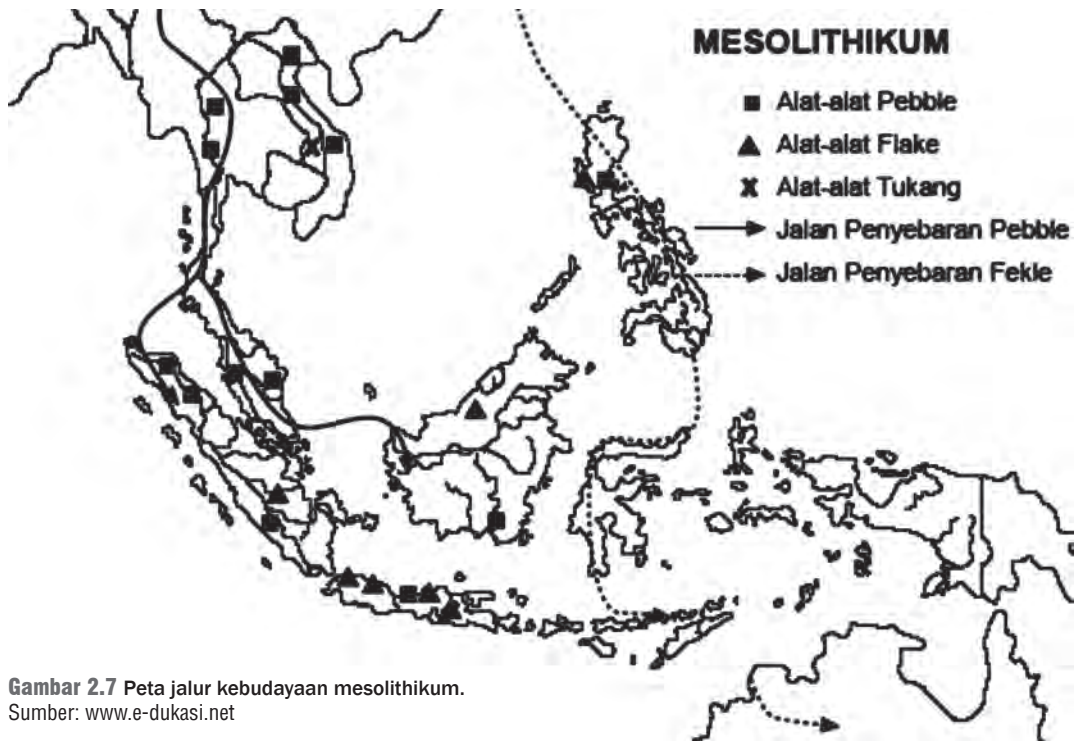 MESOLITHIKUM
Alat-alat Pebble
Alat-alat Flake
Alat-alat Tukang
Jalan Penyebaran Pebble
Jalan Penyebaran Fekle
Gambar 2.7 Peta jalur kebudayaan mesolithikum.
Sumber: www.e-dukasi.net